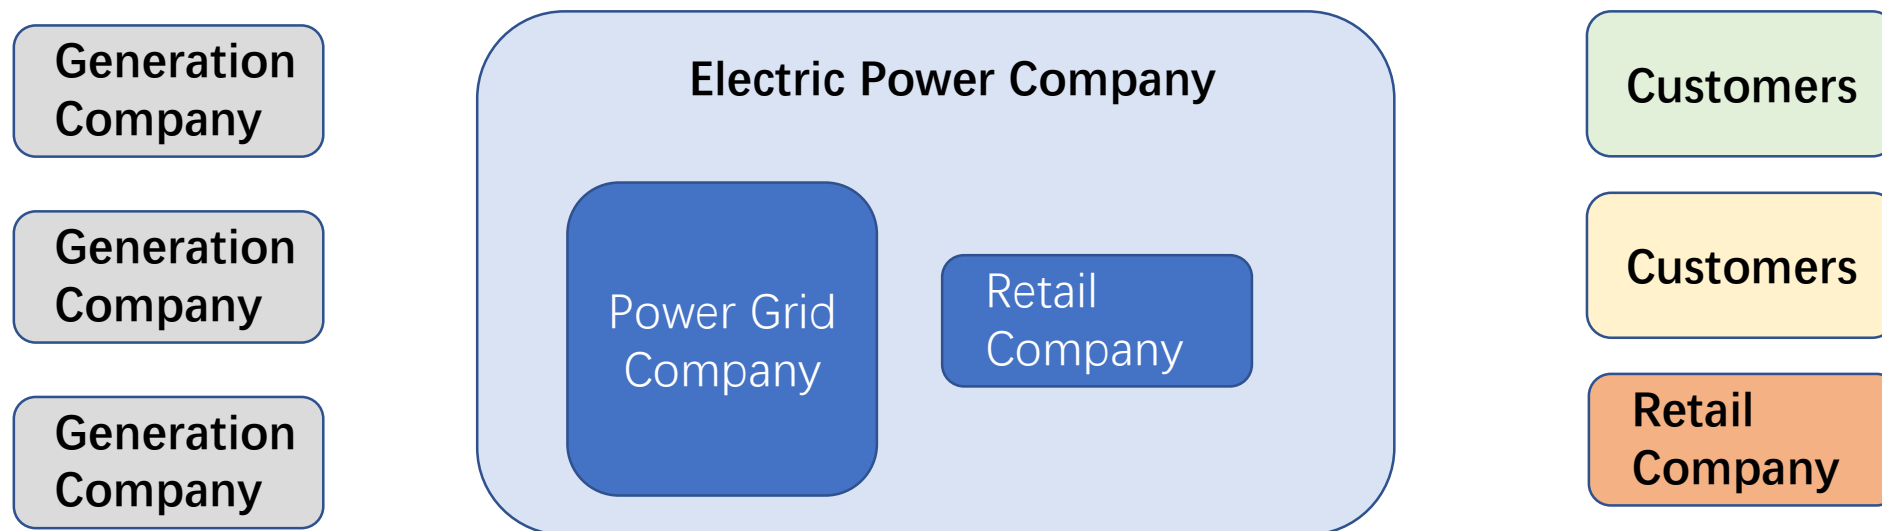 Generation
Company
Generation
Company
Generation
Company
Electric Power Company
Power Grid
Company
Retail
Company
Customers
Customers
Retail
Company